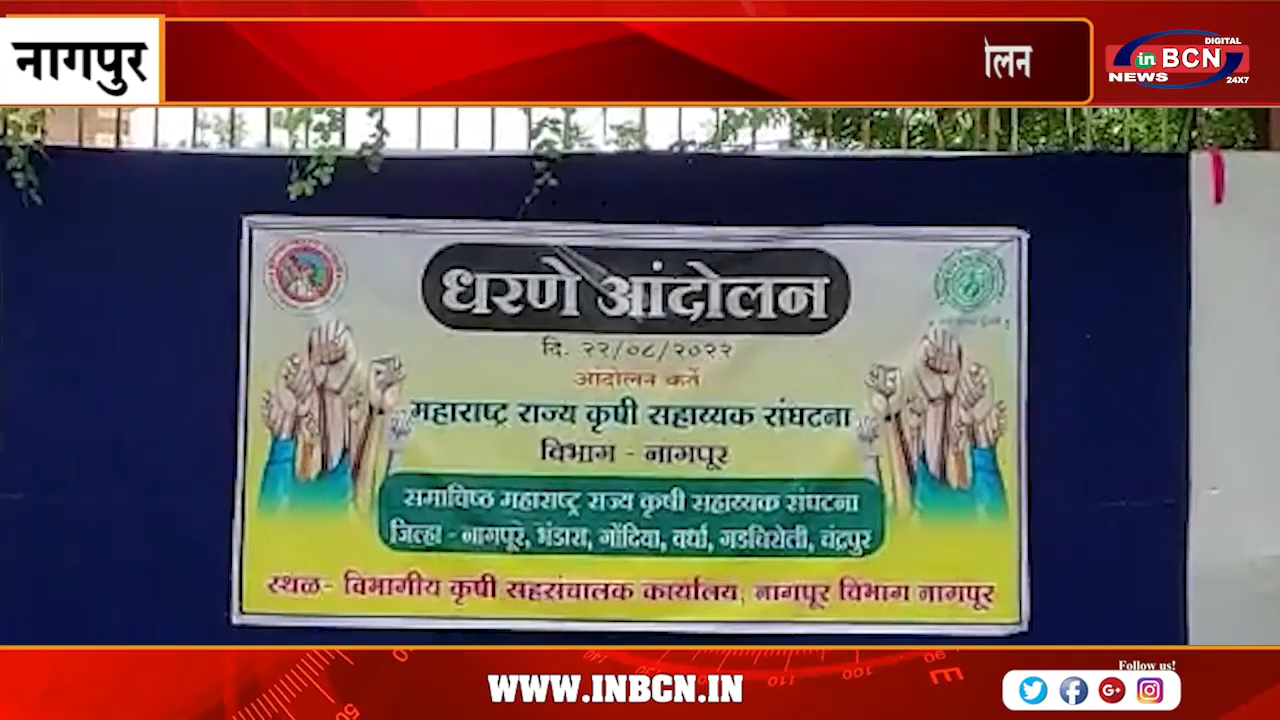 नागपुर
ोलन
DIGITAL
in BCN
NEWS
24X7
धरणे आंदोलन
दि. २२/०८/२०२२
आंदोलन कर्ते
महाराष्ट्र राज्य कृषी सहाय्यक संघटना
विभाग - नागपूर
समाविष्ठ महाराष्ट्र राज्य कृषी सहाय्यक संघटना
जिल्हा - नागपूर, भंडारा, गोंदिया, वर्धा, गडचिरोली, चंद्रपुर
स्थळ- विभागीय कृषी सहसंचालक कार्यालय, नागपूर विभाग नागपूर
WWW.INBCN.IN
Follow us!